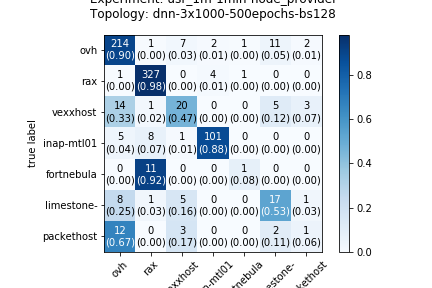 Topology: dnn-3x1000-500epochs-bs128
ovh 214 1 7 2 1 11 2
(0.90) (0.00) (0.03) (0.01) (0.00) (0.05) (0.01)
rax 1 327 0 4 1 0 0
(0.00) (0.98) (0.00) (0.01) (0.00) (0.00) (0.00)
vexxhost 14 1 20 0 0 5 3
(0.33) (0.02) (0.47) (0.00) (0.00) (0.12) (0.07)
inap-mtl01 5 8 1 101 0 0 0
(0.04) (0.07) (0.01) (0.88) (0.00) (0.00) (0.00)
fortnebula 0 11 0 0 1 0 0
(0.00) (0.92) (0.00) (0.00) (0.08) (0.00) (0.00)
limestone- 8 1 5 0 0 17 1
(0.25) (0.03) (0.16) (0.00) (0.00) (0.53) (0.03)
packethost 12 0 3 0 0 2 1
(0.67) (0.00) (0.17) (0.00) (0.00) (0.11) (0.06)
true label
0.8
0.6
0.4
0.2
0.0
ovh rax exxhost p-mtl01 tnebula estone- kethost